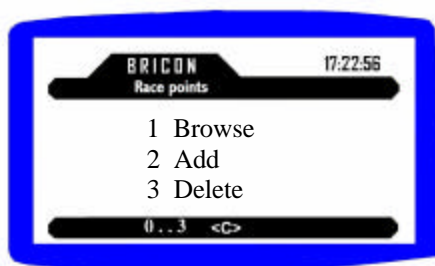 BRICON 17:22:56
Race points
1 Browse
2 Add
3 Delete
0..3 <C>